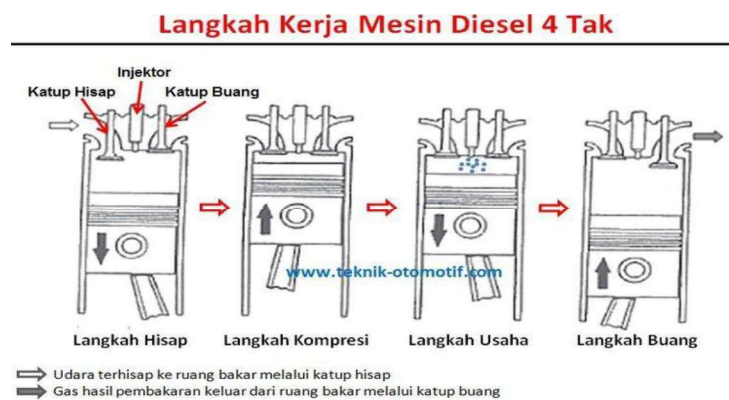 Langkah Kerja Mesin Diesel 4 Tak
Injektor
Katup Hisap
Katup Buang
www.teknik-otomotif.com
Langkah Hisap
Langkah Kompresi
Langkah Usaha
Langkah Buang
Udara terhisap ke ruang bakar melalui katup hisap
Gas hasil pembakaran keluar dari ruang bakar melalui katup buang